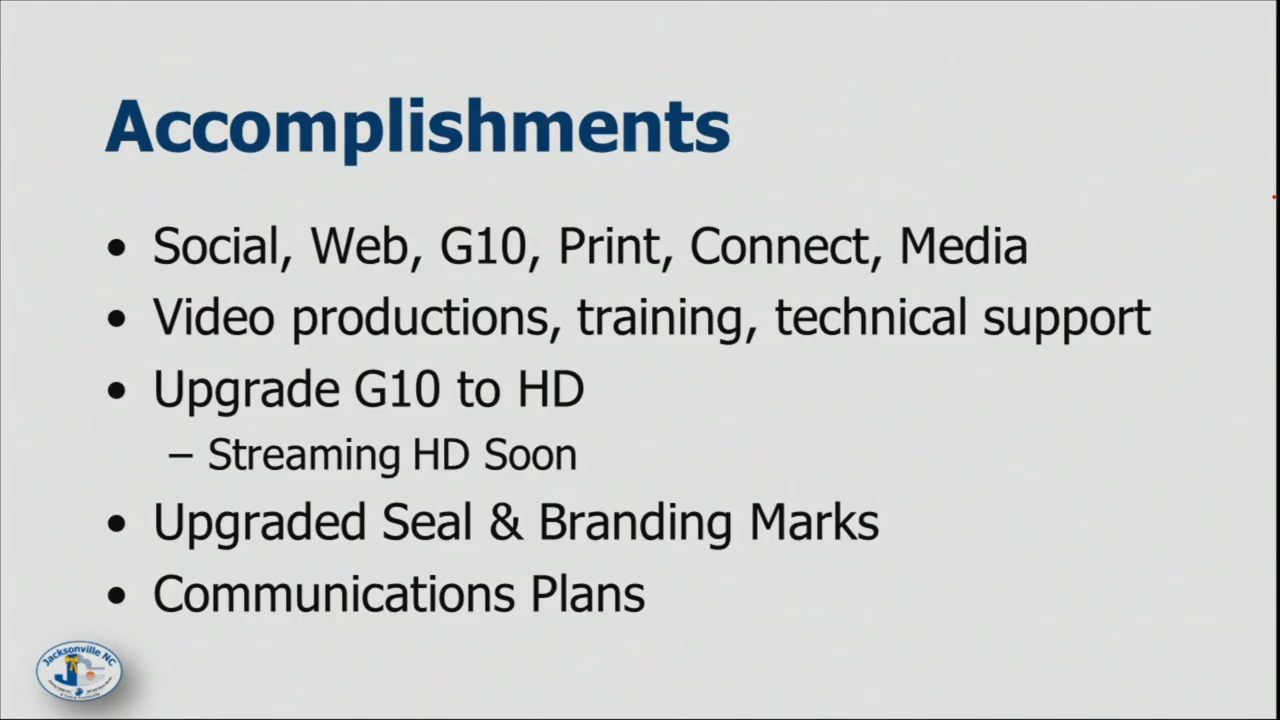 Accomplishments
• Social, Web, G10, Print, Connect, Media
• Video productions, training, technical support
• Upgrade G10 to HD
– Streaming HD Soon
• Upgraded Seal & Branding Marks
• Communications Plans
Jacksonville NC